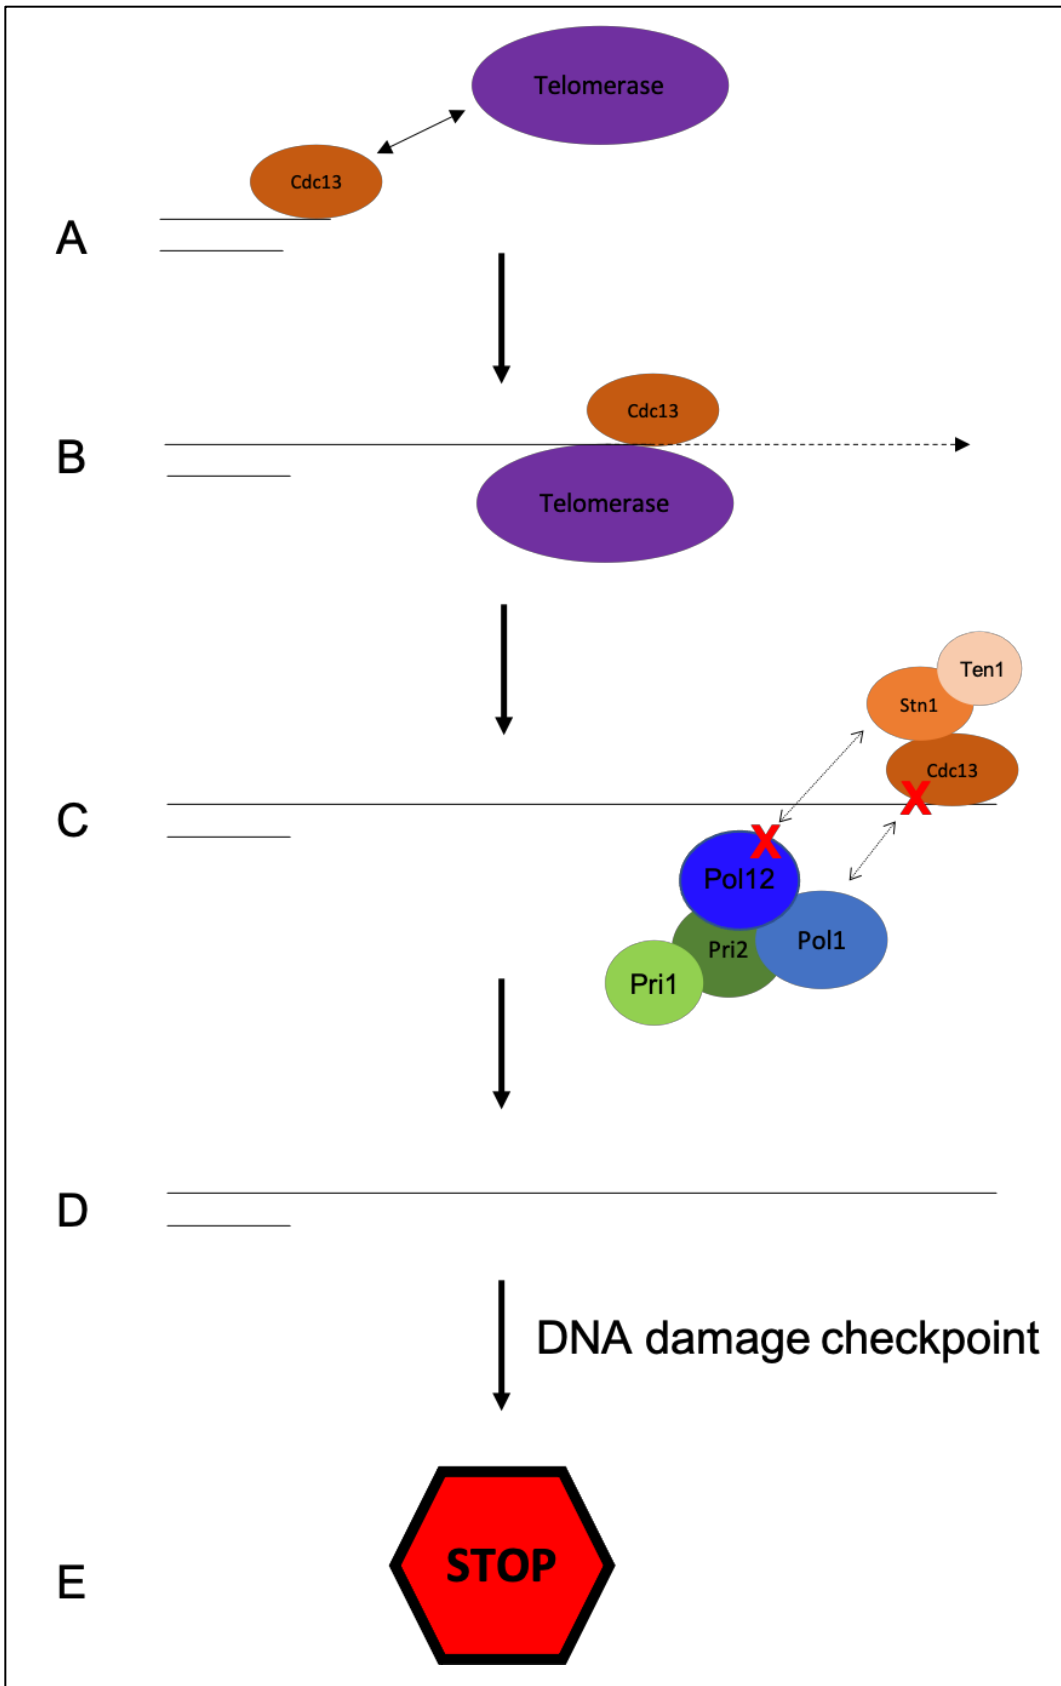 Telomerase
Cdc13
A
Cdc13
B
Telomerase
Ten1
Stn1
Cdc13
X
C
X
Pol12
Pri2
Pol1
Pri1
D
DNA damage checkpoint
STOP
E